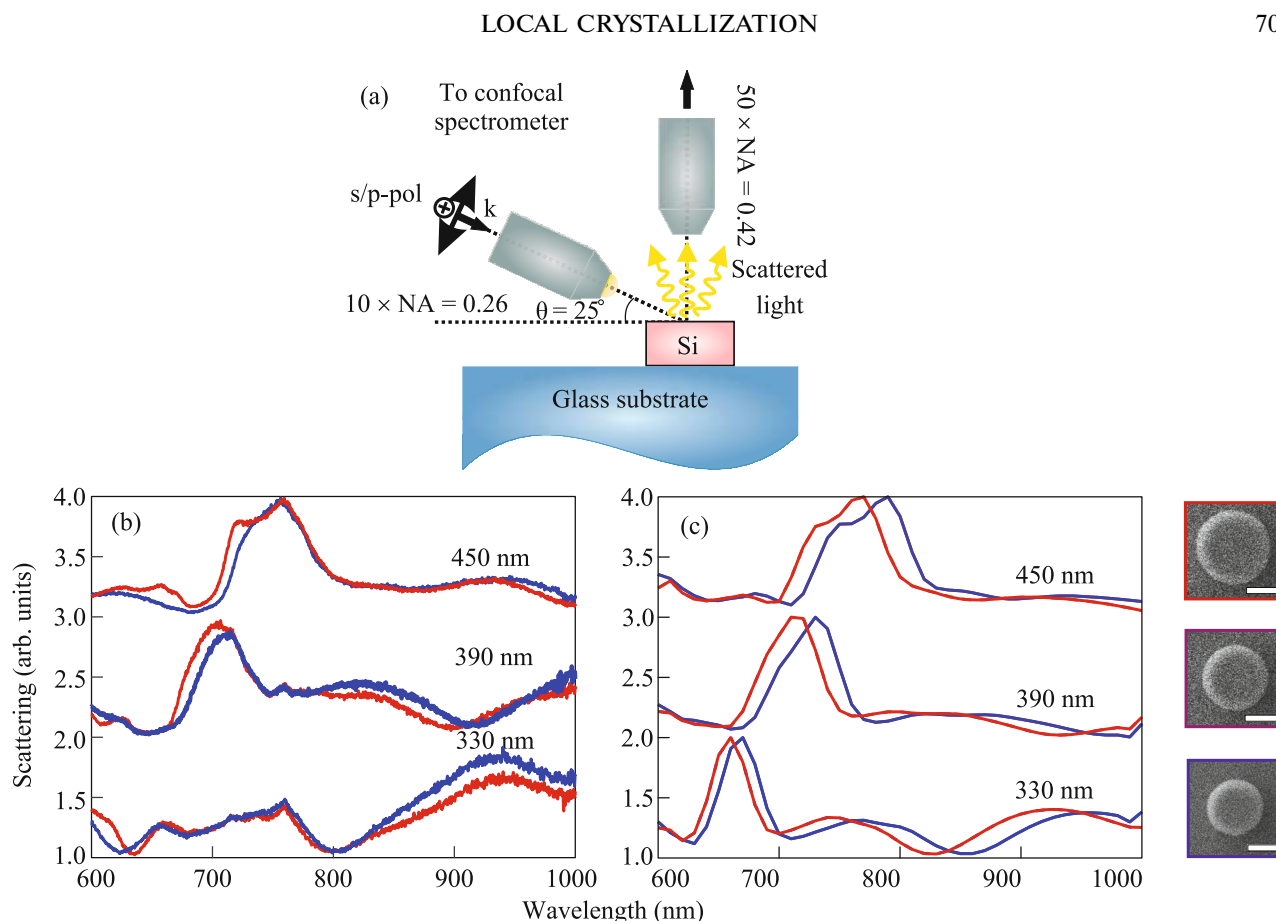 LOCAL CRYSTALLIZATION 70
(a)
To confocal
spectrometer
50 × NA = 0.42
s/p-pol
k
10 × NA = 0.26
θ = 25°
Scattered
light
Si
Glass substrate
(b)
4.0
3.5
3.0
2.5
2.0
1.5
1.0
450 nm
390 nm
330 nm
600 700 800 900 1000
Scattering (arb. units)
(c)
4.0
3.5
3.0
2.5
2.0
1.5
1.0
450 nm
390 nm
330 nm
600 700 800 900 1000
Wavelength (nm)